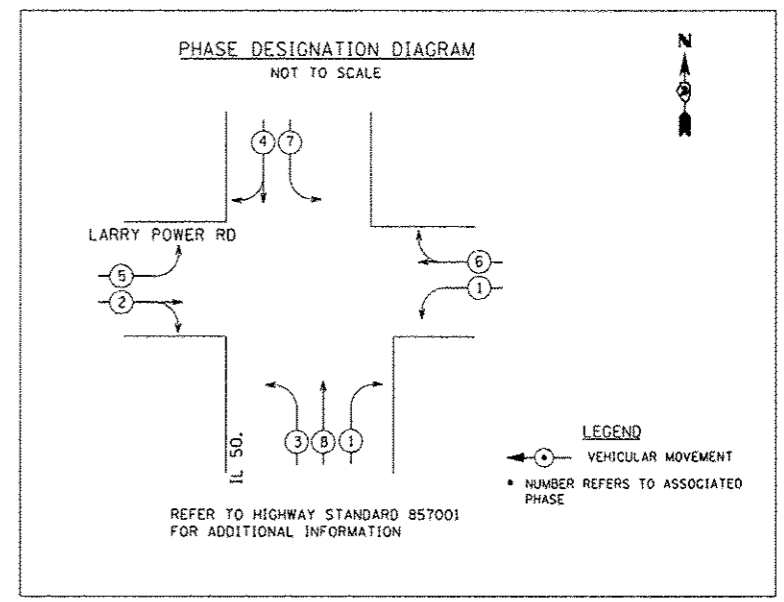 PHASE DESIGNATION DIAGRAM
NOT TO SCALE
N
4 7
LARRY POWER RD
5
6
2
1
3 8 1
IL 50.
LEGEND
VEHICULAR MOVEMENT
* NUMBER REFERS TO ASSOCIATED
PHASE
REFER TO HIGHWAY STANDARD 857001
FOR ADDITIONAL INFORMATION